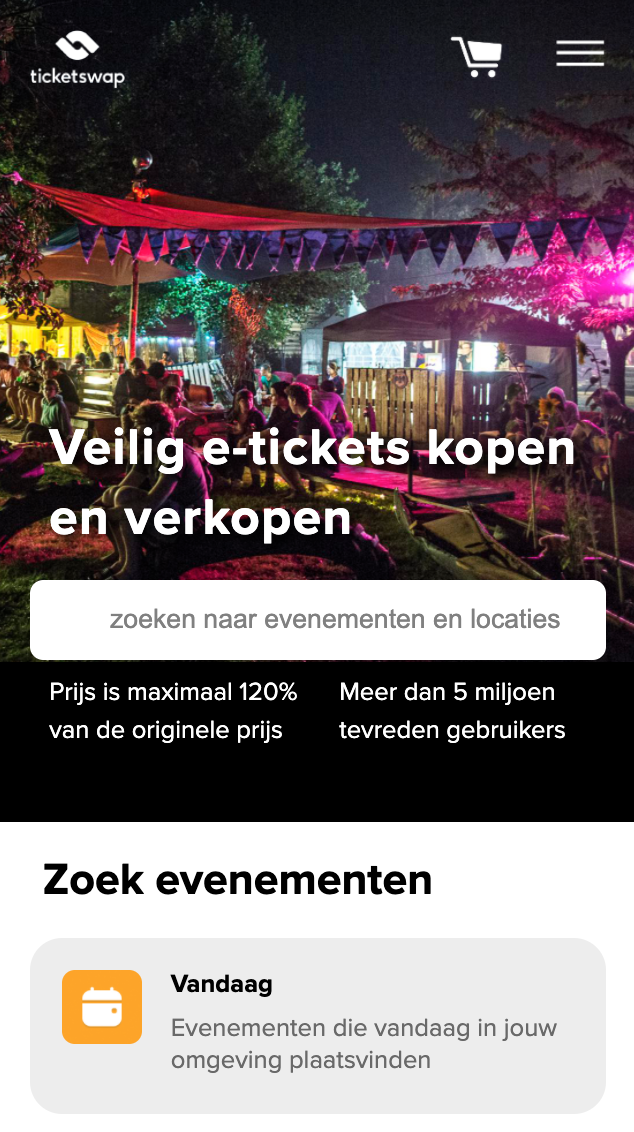 ticketswap
Veilig e-tickets kopen
en verkopen
zoeken naar evenementen en locaties
Prijs is maximaal 120%
van de originele prijs
Meer dan 5 miljoen
tevreden gebruikers
Zoek evenementen
Vandaag
Evenementen die vandaag in jouw
omgeving plaatsvinden